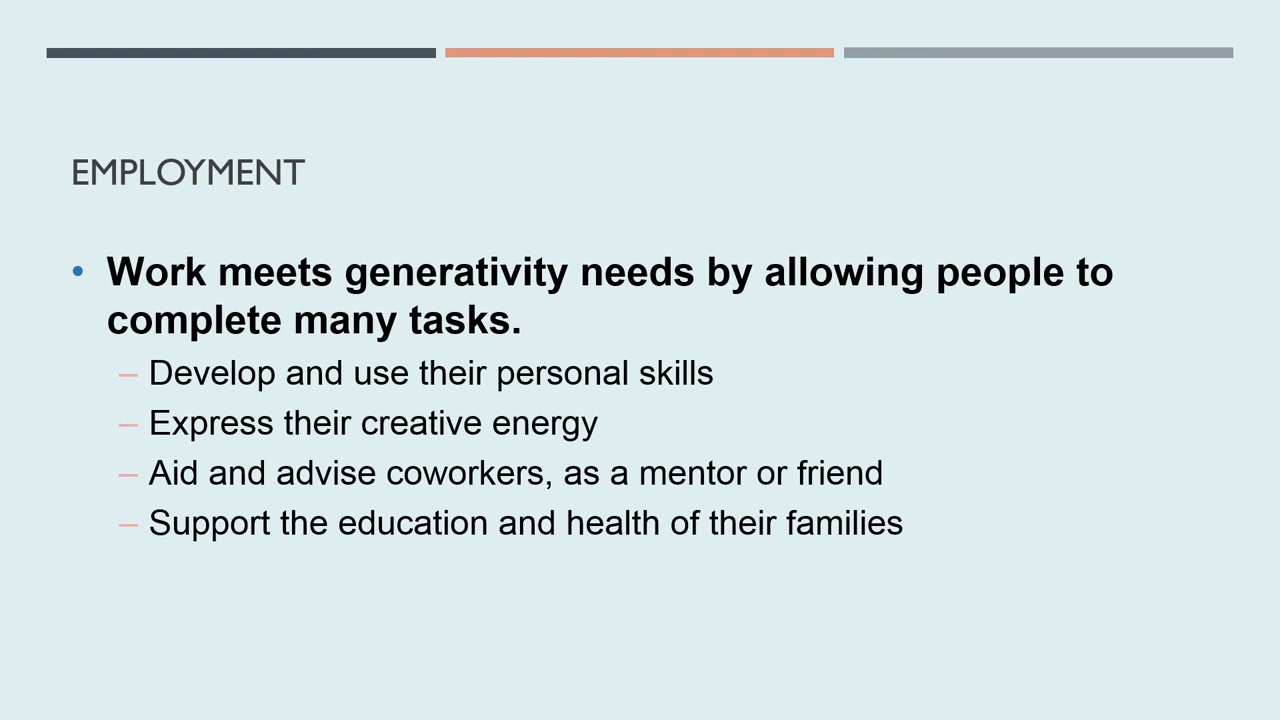 EMPLOYMENT
• Work meets generativity needs by allowing people to
complete many tasks.
– Develop and use their personal skills
– Express their creative energy
– Aid and advise coworkers, as a mentor or friend
– Support the education and health of their families